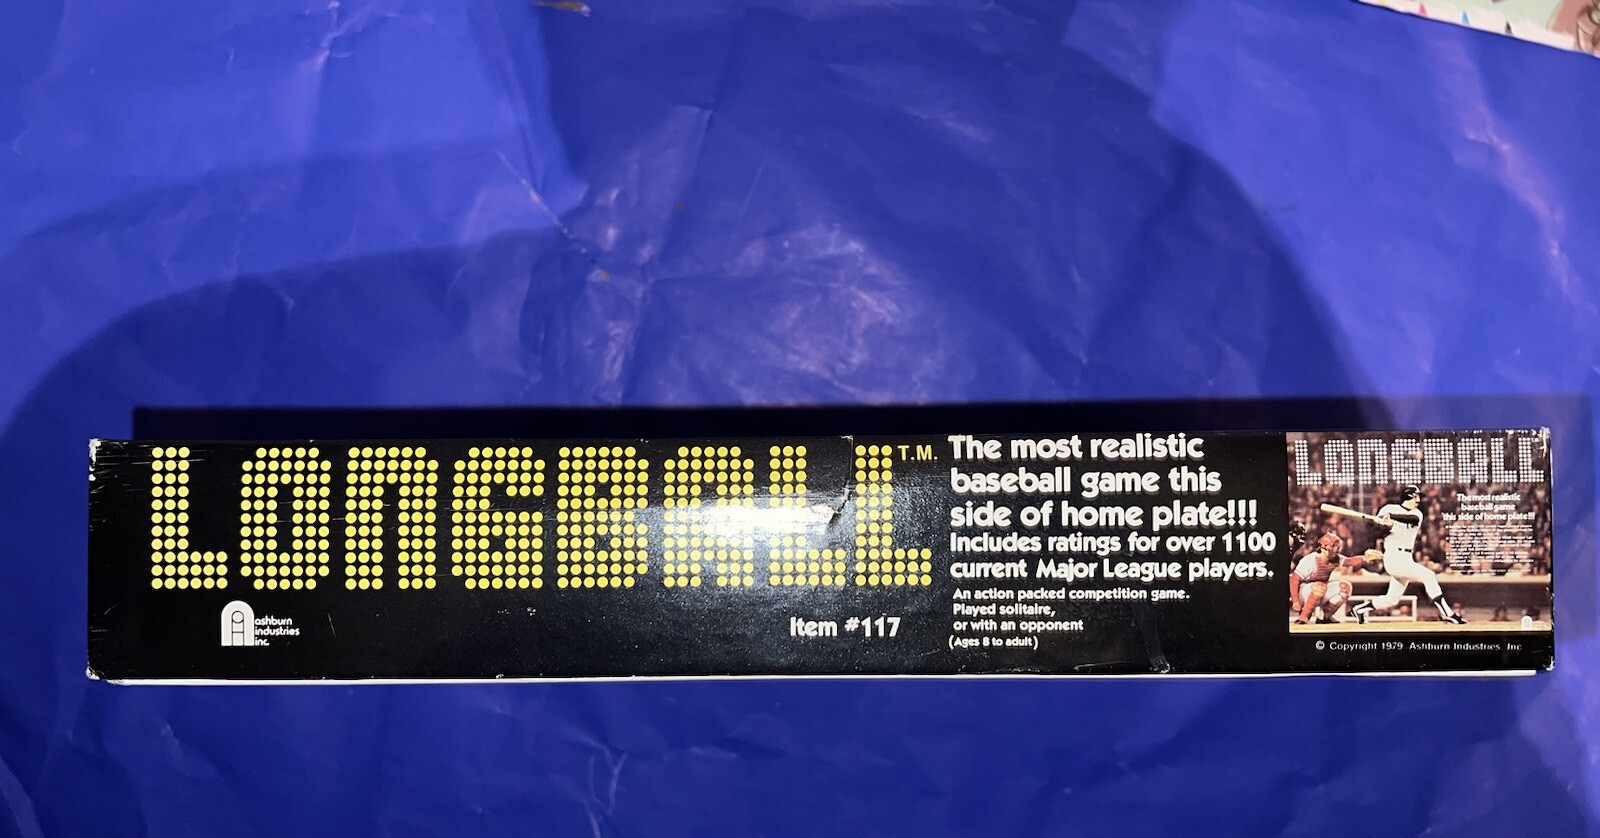 LONGBALL T.M.
ashburn
industries
inc.
Item #117
The most realistic
baseball game this
side of home plate!!!
Includes ratings for over 1100
current Major League players.
An action packed competition game.
Played solitaire,
or with an opponent
(Ages 8 to adult)
LONGBALL
The most realistic
baseball game
this side of home plate!!!
© Copyright 1979 Ashburn Industries Inc